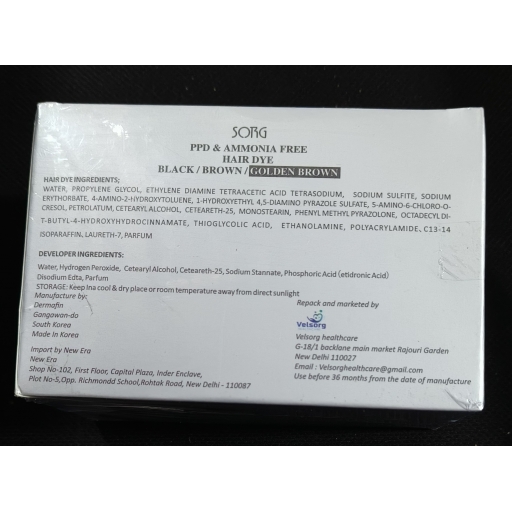 SORG
PPD & AMMONIA FREE
HAIR DYE
BLACK / BROWN / GOLDEN BROWN
HAIR DYE INGREDIENTS;
WATER, PROPYLENE GLYCOL, ETHYLENE DIAMINE TETRAACETIC ACID TETRASODIUM, SODIUM SULFITE, SODIUM
ERYTHORBATE, 4-AMINO-2-HYDROXYTOLUENE, 1-HYDROXYETHYL 4,5-DIAMINO PYRAZOLE SULFATE, 5-AMINO-6-CHLORO-O-
CRESOL, PETROLATUM, CETEARYL ALCOHOL, CETEARETH-25, MONOSTEARIN, PHENYL METHYL PYRAZOLONE, OCTADECYL DI-
T-BUTYL-4-HYDROXYHYDROCINNAMATE, THIOGLYCOLIC ACID, ETHANOLAMINE, POLYACRYLAMIDE, C13-14
ISOPARAFFIN, LAURETH-7, PARFUM
DEVELOPER INGREDIENTS:
Water, Hydrogen Peroxide, Cetearyl Alcohol, Ceteareth-25, Sodium Stannate, Phosphoric Acid (etidronic Acid)
Disodium Edta, Parfum
STORAGE: Keep Ina cool & dry place or room temperature away from direct sunlight
Manufacture by:
Dermafin
Gangawan-do
South Korea
Made In Korea
Import by New Era
New Era
Shop No-102, First Floor, Capital Plaza, Inder Enclave,
Plot No-5,Opp. Richmondd School,Rohtak Road, New Delhi - 110087
Repack and marketed by
Velsorg
Velsorg healthcare
G-18/1 backlane main market Rajouri Garden
New Delhi 110027
Email : Velsorghealthcare@gmail.com
Use before 36 months from the date of manufacture